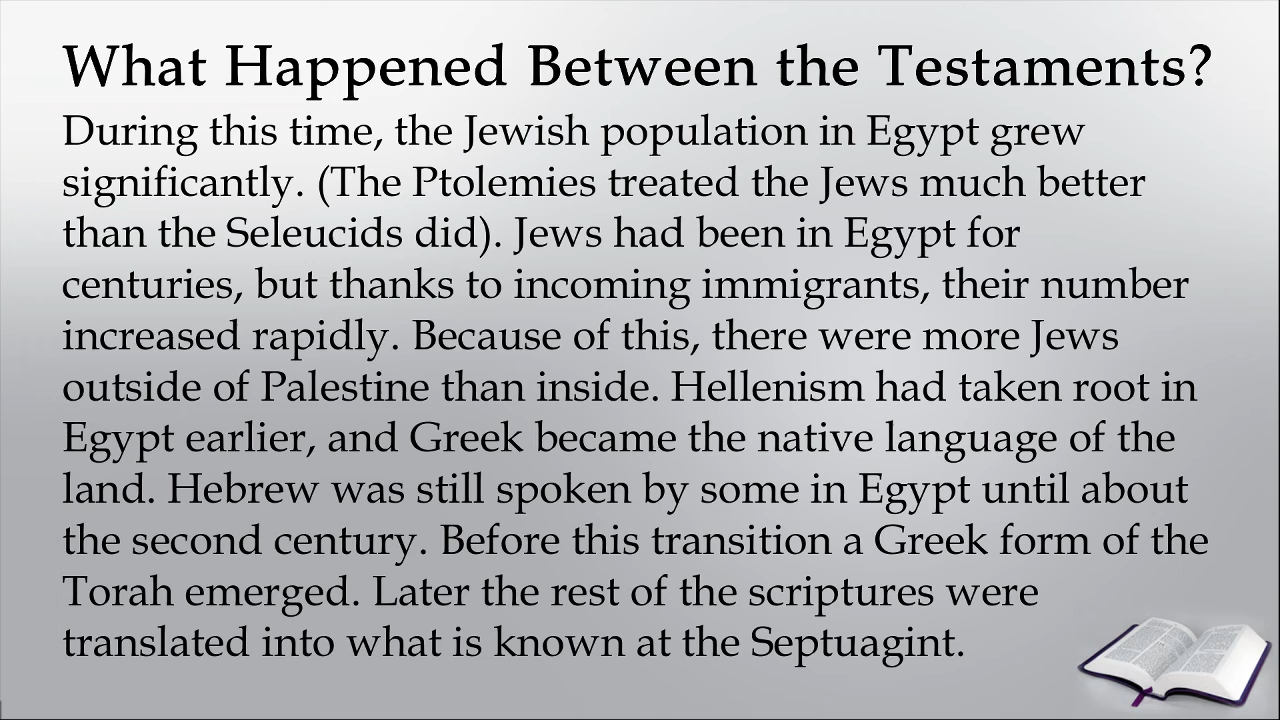 What Happened Between the Testaments?
During this time, the Jewish population in Egypt grew
significantly. (The Ptolemies treated the Jews much better
than the Seleucids did). Jews had been in Egypt for
centuries, but thanks to incoming immigrants, their number
increased rapidly. Because of this, there were more Jews
outside of Palestine than inside. Hellenism had taken root in
Egypt earlier, and Greek became the native language of the
land. Hebrew was still spoken by some in Egypt until about
the second century. Before this transition a Greek form of the
Torah emerged. Later the rest of the scriptures were
translated into what is known at the Septuagint.